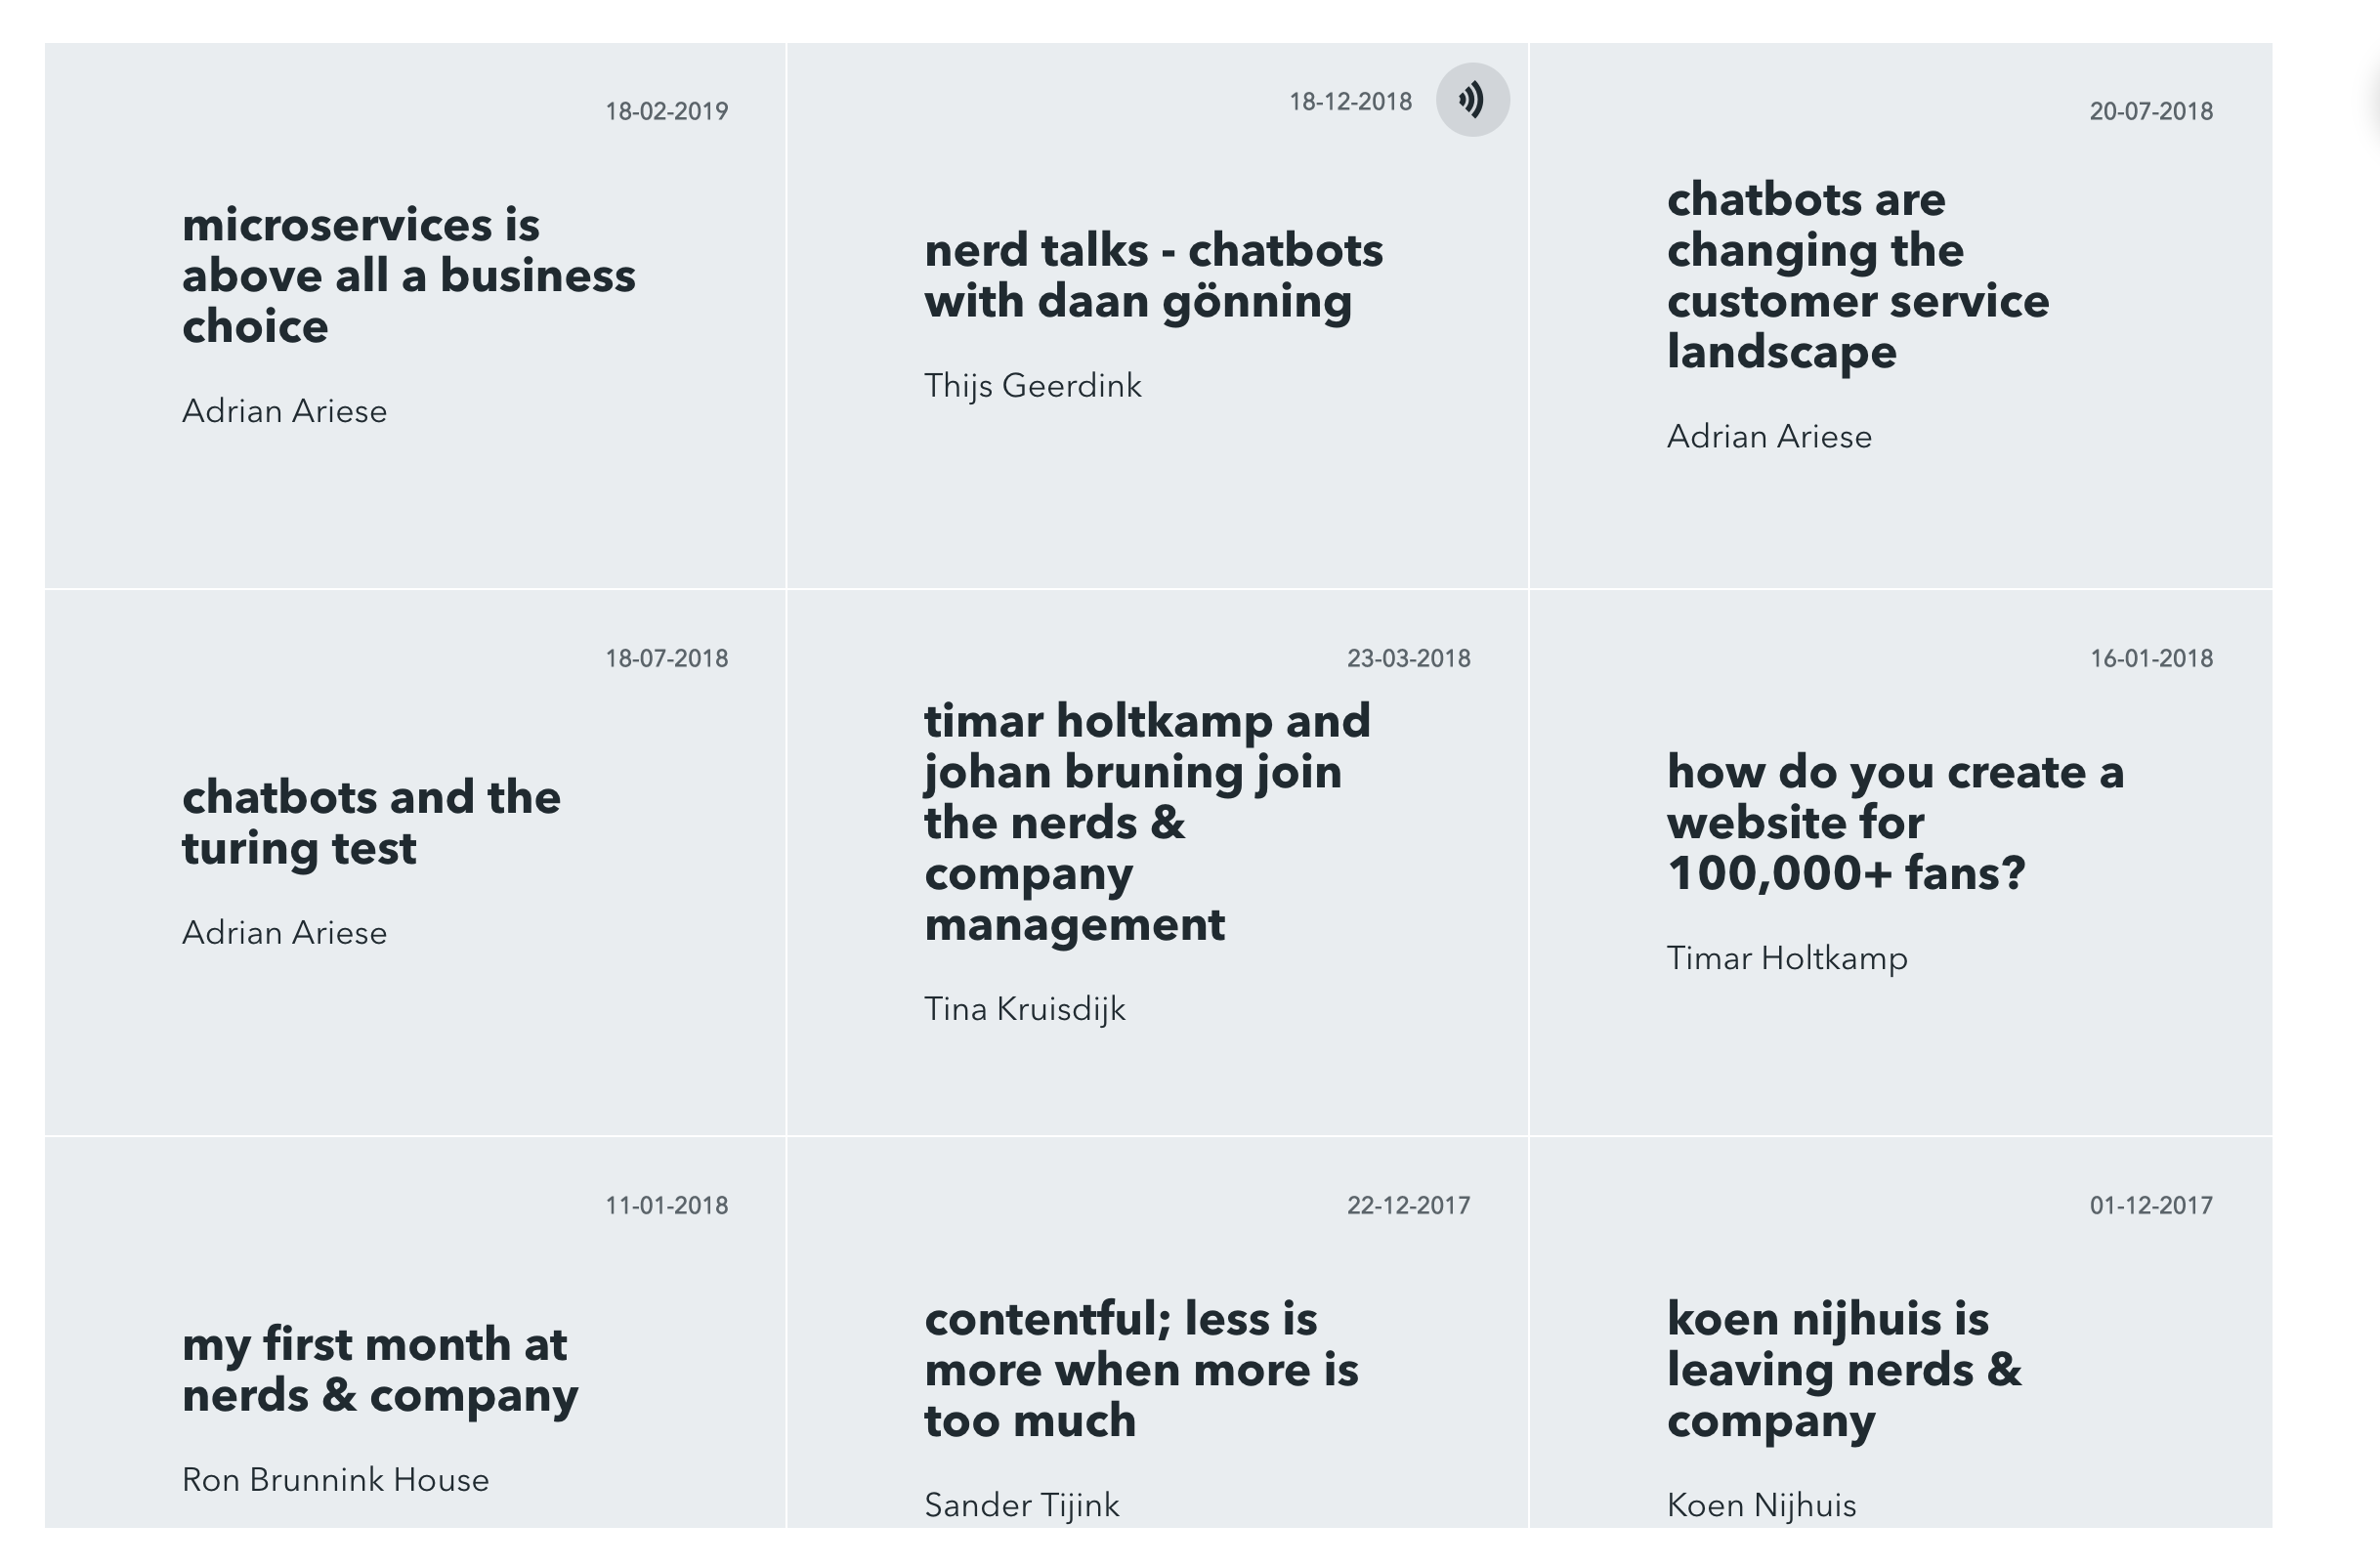 18-02-2019
microservices is
above all a business
choice
Adrian Ariese
18-12-2018
nerd talks - chatbots
with daan gönning
Thijs Geerdink
20-07-2018
chatbots are
changing the
customer service
landscape
Adrian Ariese
18-07-2018
chatbots and the
turing test
Adrian Ariese
23-03-2018
timar holtkamp and
johan bruning join
the nerds &
company
management
Tina Kruisdijk
16-01-2018
how do you create a
website for
100,000+ fans?
Timar Holtkamp
11-01-2018
my first month at
nerds & company
Ron Brunnink House
22-12-2017
contentful; less is
more when more is
too much
Sander Tijink
01-12-2017
koen nijhuis is
leaving nerds &
company
Koen Nijhuis